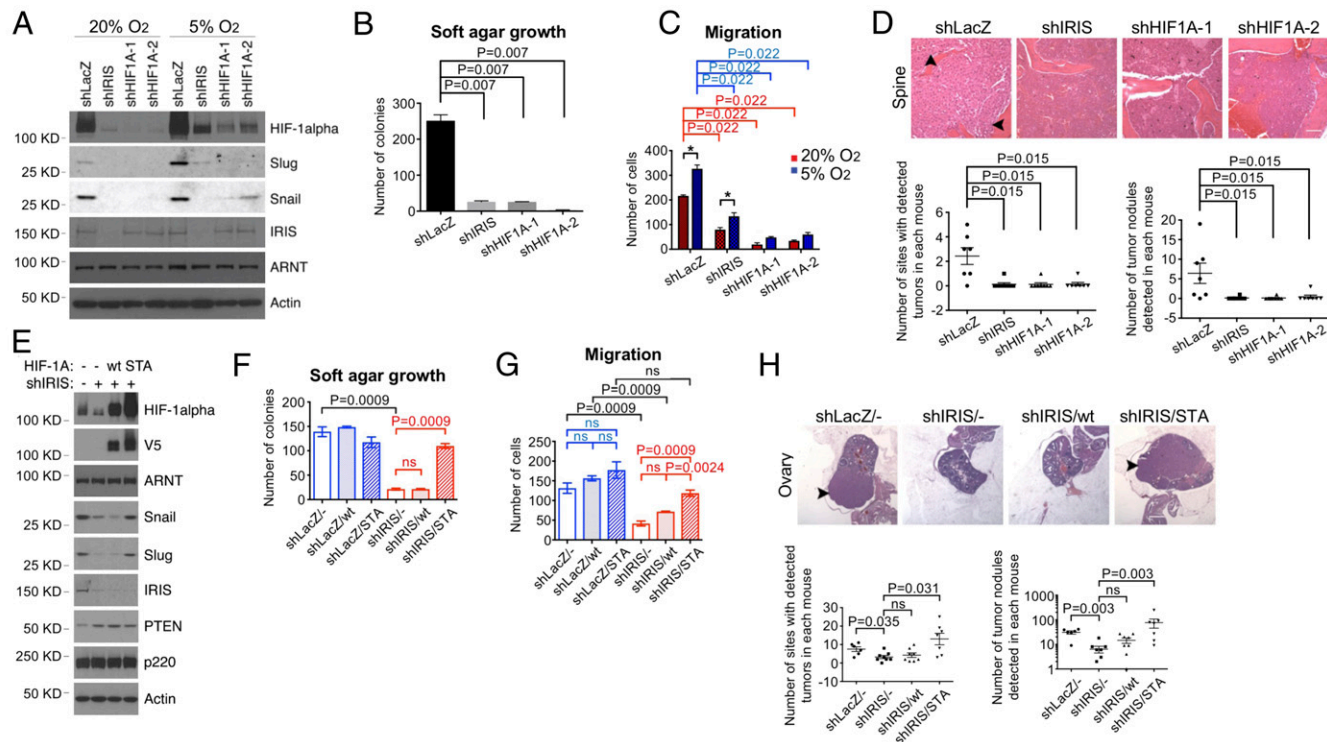 A
20% O2 5% O2
shLacZ shIRIS shHIF1A-1 shHIF1A-2 shLacZ shIRIS shHIF1A-1 shHIF1A-2
100 KD HIF-1alpha
25 KD Slug
25 KD Snail
150 KD IRIS
100 KD ARNT
50 KD Actin
B
Soft agar growth
P=0.007
P=0.007
P=0.007
Number of colonies
300
200
100
50
0
shLacZ shIRIS shHIF1A-1 shHIF1A-2
C
Migration
P=0.022
P=0.022
P=0.022
P=0.022
P=0.022
P=0.022
* *
20% O2
5% O2
Number of cells
400
300
200
100
0
shLacZ shIRIS shHIF1A-1 shHIF1A-2
D
shLacZ shIRIS shHIF1A-1 shHIF1A-2
Spine
P=0.015
P=0.015
P=0.015
Number of sites with detected
tumors in each mouse
6
4
2
0
-2
shLacZ shIRIS shHIF1A-1 shHIF1A-2
P=0.015
P=0.015
P=0.015
Number of tumor nodules
detected in each mouse
25
20
15
10
5
0
-5
shLacZ shIRIS shHIF1A-1 shHIF1A-2
E
HIF-1A: - - wt STA
shIRIS: - + + +
100 KD HIF-1alpha
100 KD V5
100 KD ARNT
25 KD Snail
25 KD Slug
150 KD IRIS
50 KD PTEN
250 KD p220
50 KD Actin
F
Soft agar growth
P=0.0009
P=0.0009
ns
Number of colonies
150
100
50
0
shLacZ/- shLacZ/wt shLacZ/STA shIRIS/- shIRIS/wt shIRIS/STA
G
Migration
ns
P=0.0009
P=0.0009
ns
ns ns
P=0.0009
ns P=0.0024
Number of cells
250
200
150
100
50
0
shLacZ/- shLacZ/wt shLacZ/STA shIRIS/- shIRIS/wt shIRIS/STA
H
shLacZ/- shIRIS/- shIRIS/wt shIRIS/STA
Ovary
P=0.031
ns
P=0.035
Number of sites with detected
tumors in each mouse
30
20
10
0
-10
shLacZ/- shIRIS/- shIRIS/wt shIRIS/STA
P=0.003
ns
P=0.003
Number of tumor nodules
detected in each mouse
1000
100
10
1
shLacZ/- shIRIS/- shIRIS/wt shIRIS/STA